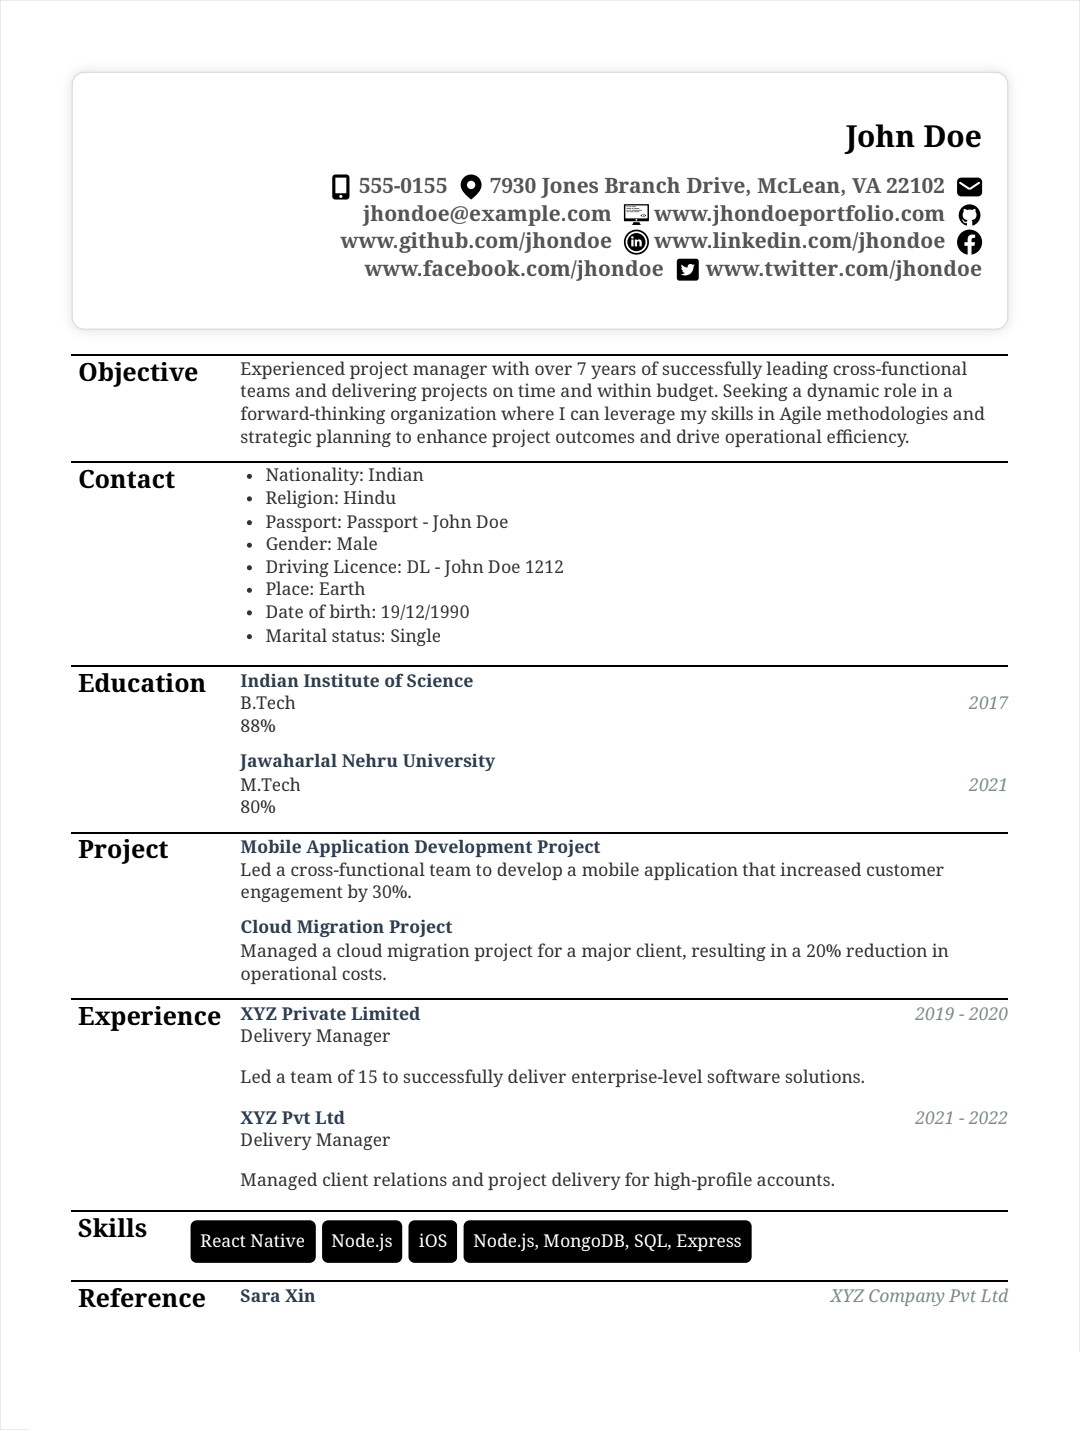 John Doe
555-0155 7930 Jones Branch Drive, McLean, VA 22102
jhondoe@example.com www.jhondoeportfolio.com
www.github.com/jhondoe www.linkedin.com/jhondoe
www.facebook.com/jhondoe www.twitter.com/jhondoe
Objective
Experienced project manager with over 7 years of successfully leading cross-functional
teams and delivering projects on time and within budget. Seeking a dynamic role in a
forward-thinking organization where I can leverage my skills in Agile methodologies and
strategic planning to enhance project outcomes and drive operational efficiency.
Contact
• Nationality: Indian
• Religion: Hindu
• Passport: Passport - John Doe
• Gender: Male
• Driving Licence: DL - John Doe 1212
• Place: Earth
• Date of birth: 19/12/1990
• Marital status: Single
Education
Indian Institute of Science
B.Tech 2017
88%
Jawaharlal Nehru University
M.Tech 2021
80%
Project
Mobile Application Development Project
Led a cross-functional team to develop a mobile application that increased customer
engagement by 30%.
Cloud Migration Project
Managed a cloud migration project for a major client, resulting in a 20% reduction in
operational costs.
Experience
XYZ Private Limited 2019 - 2020
Delivery Manager
Led a team of 15 to successfully deliver enterprise-level software solutions.
XYZ Pvt Ltd 2021 - 2022
Delivery Manager
Managed client relations and project delivery for high-profile accounts.
Skills
React Native Node.js iOS Node.js, MongoDB, SQL, Express
Reference
Sara Xin XYZ Company Pvt Ltd